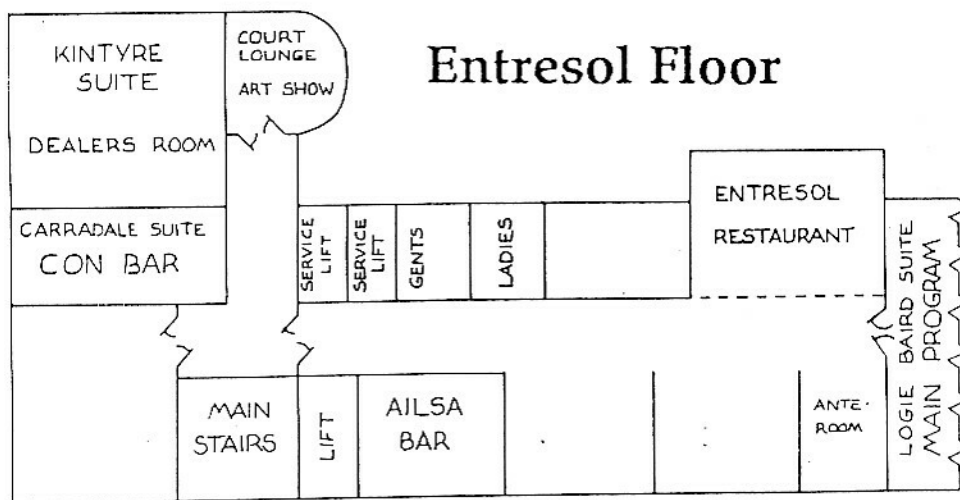 Entresol Floor
KINTYRE
SUITE
DEALERS ROOM
COURT
LOUNGE
ART SHOW
CARRADALE SUITE
CON BAR
SERVICE
LIFT
SERVICE
LIFT
GENTS
LADIES
ENTRESOL
RESTAURANT
LOGIE BAIRD SUITE
MAIN PROGRAM
MAIN
STAIRS
LIFT
AILSA
BAR
ANTE-
ROOM